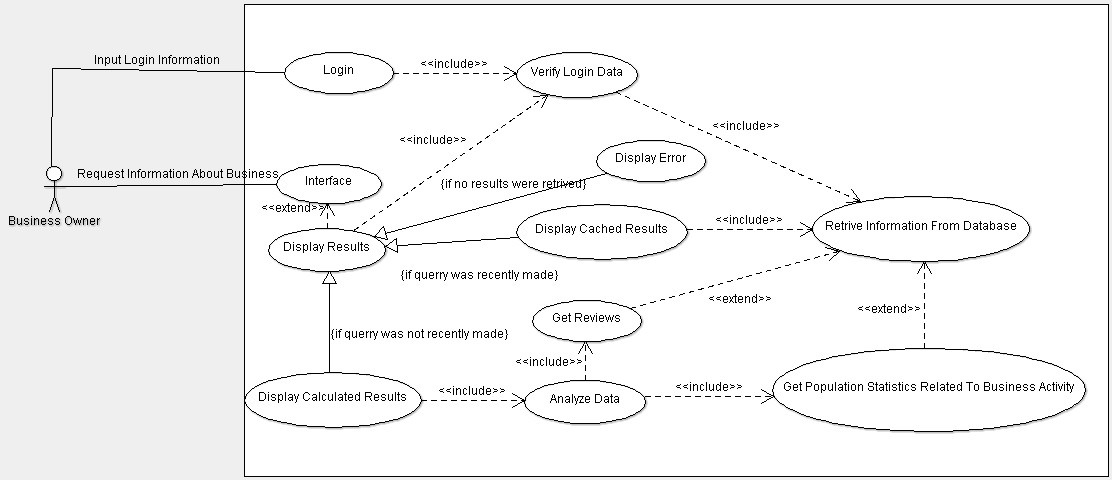 Input Login Information
Login
<<include>>
Verify Login Data
<<include>>
<<include>>
Display Error
Request Information About Business
Interface
{if no results were retrived}
<<extend>>
Business Owner
Display Results
Display Cached Results
<<include>>
Retrive Information From Database
{if querry was recently made}
<<extend>>
<<extend>>
Get Reviews
{if querry was not recently made}
<<include>>
Display Calculated Results
<<include>>
Analyze Data
<<include>>
Get Population Statistics Related To Business Activity